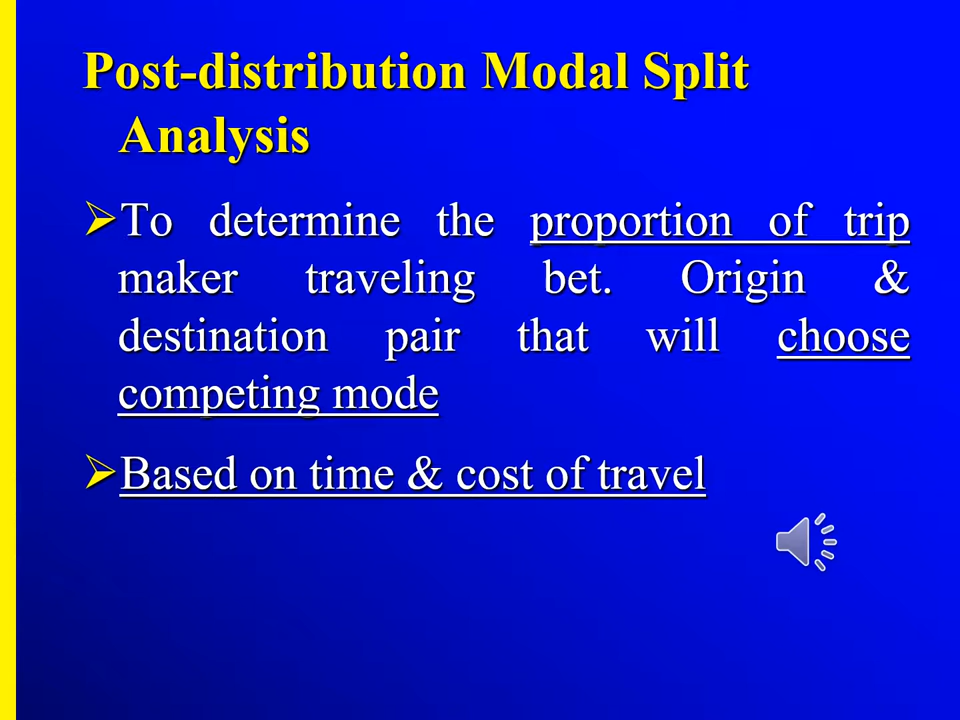 Post-distribution Modal Split
Analysis
To determine the proportion of trip
maker traveling bet. Origin &
destination pair that will choose
competing mode
Based on time & cost of travel